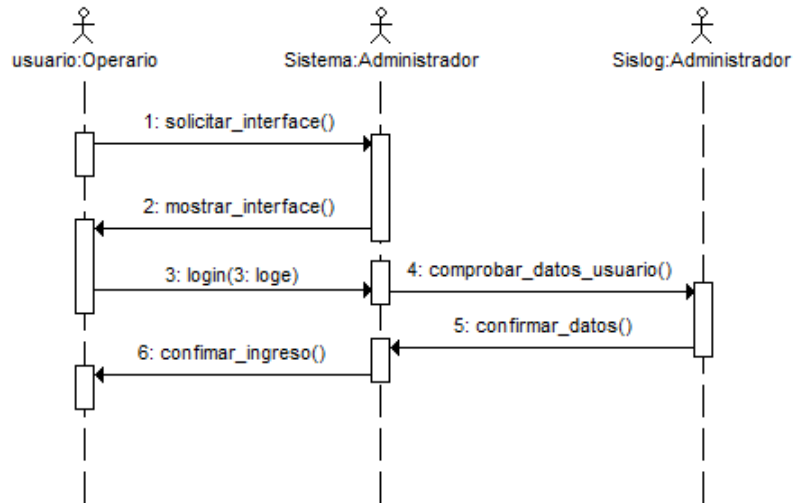 usuario:Operario
Sistema:Administrador
Sislog:Administrador
1: solicitar_interface()
2: mostrar_interface()
3: login(3: loge)
4: comprobar_datos_usuario()
5: confirmar_datos()
6: confimar_ingreso()